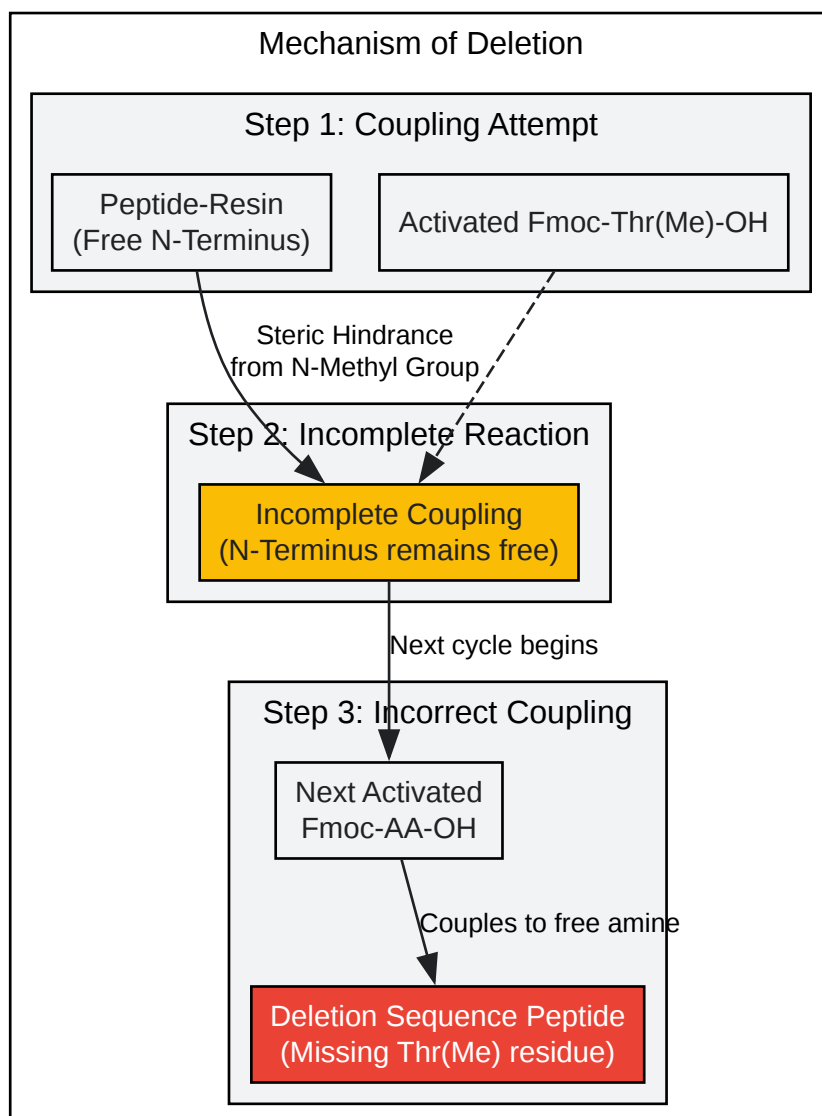 Mechanism of Deletion
Step 1: Coupling Attempt
Peptide-Resin
(Free N-Terminus)
Activated Fmoc-Thr(Me)-OH
Steric Hindrance
from N-Methyl Group
Step 2: Incomplete Reaction
Incomplete Coupling
(N-Terminus remains free)
Next cycle begins
Step 3: Incorrect Coupling
Next Activated
Fmoc-AA-OH
Couples to free amine
Deletion Sequence Peptide
(Missing Thr(Me) residue)